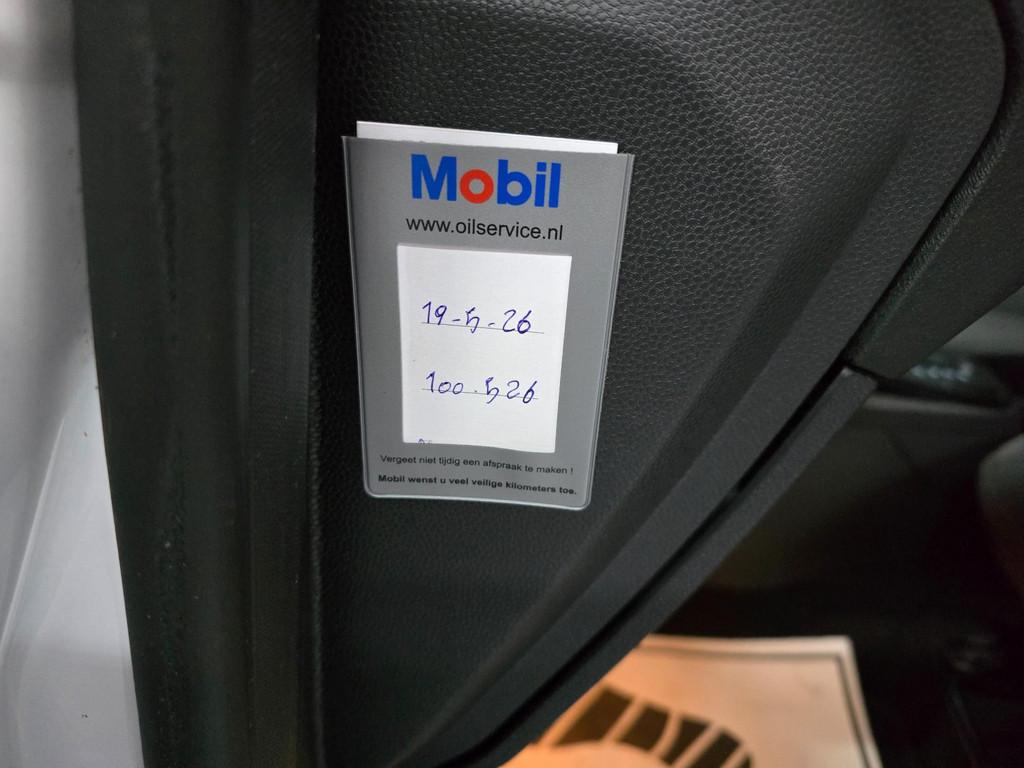 Mobil
www.oilservice.nl
19-5-26
100.526
Vergeet niet tijdig een afspraak te maken !
Mobil wenst u veel veilige kilometers toe.